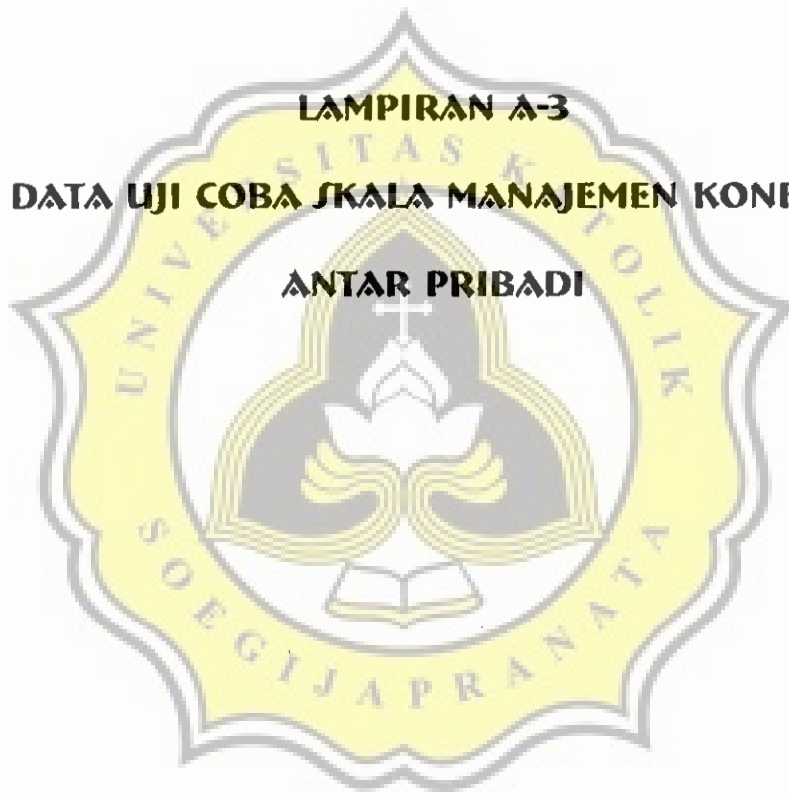 LAMPIRAN A-3
DATA UJI COBA SKALA MANAJEMEN
ANTAR PRIBADI
UNIVERSITAS KATOLIK
SOEGIJAPRANATA